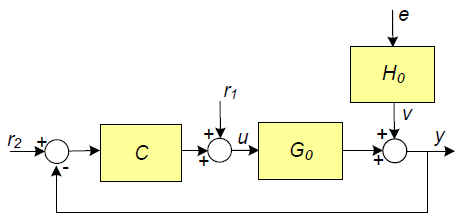 e
H0
r1
v
r2
+
-
C
+
+
u
G0
+
+
y